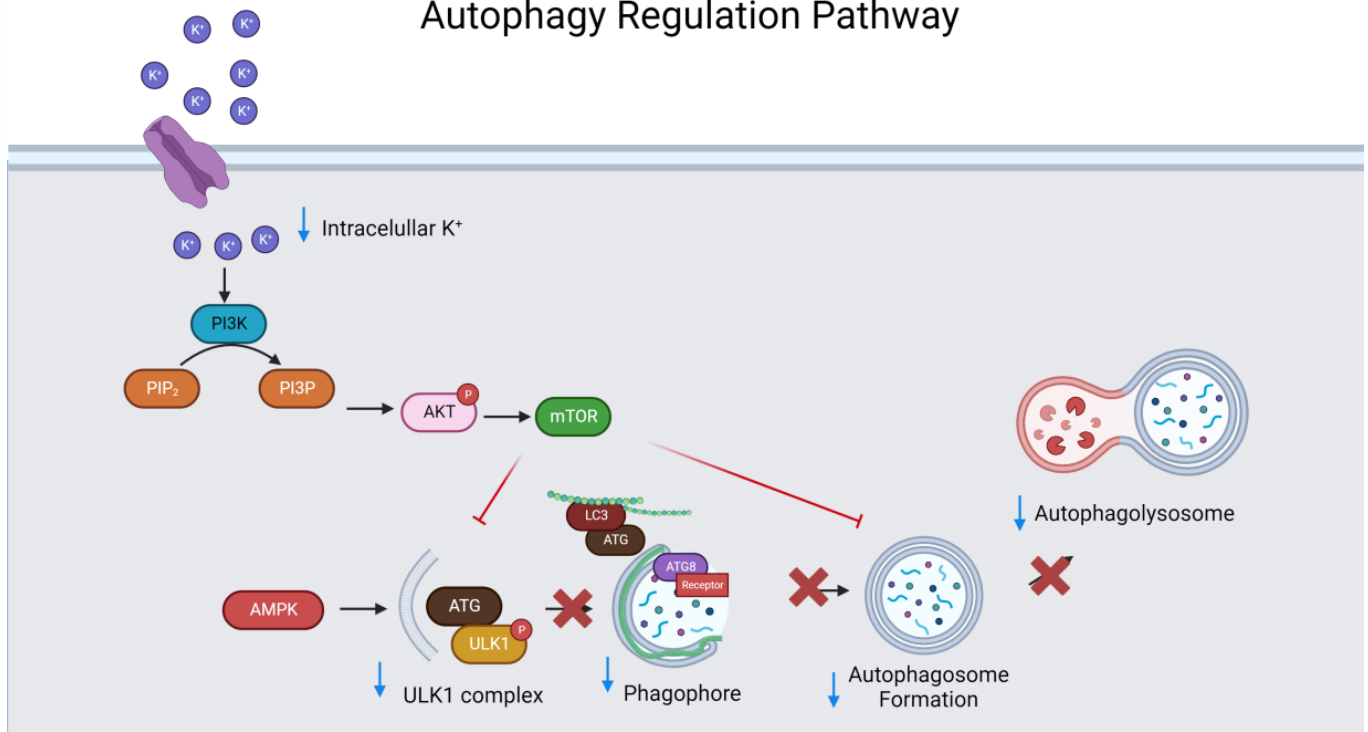 Autophagy Regulation Pathway
K⁺
K⁺
K⁺
K⁺
K⁺
K⁺
Intracelullar K⁺
K⁺
K⁺
K⁺
PI3K
PIP₂
PI3P
AKT
P
mTOR
LC3
ATG
ATG8
Receptor
Autophagolysosome
AMPK
ATG
ULK1
P
ULK1 complex
Phagophore
Autophagosome
Formation